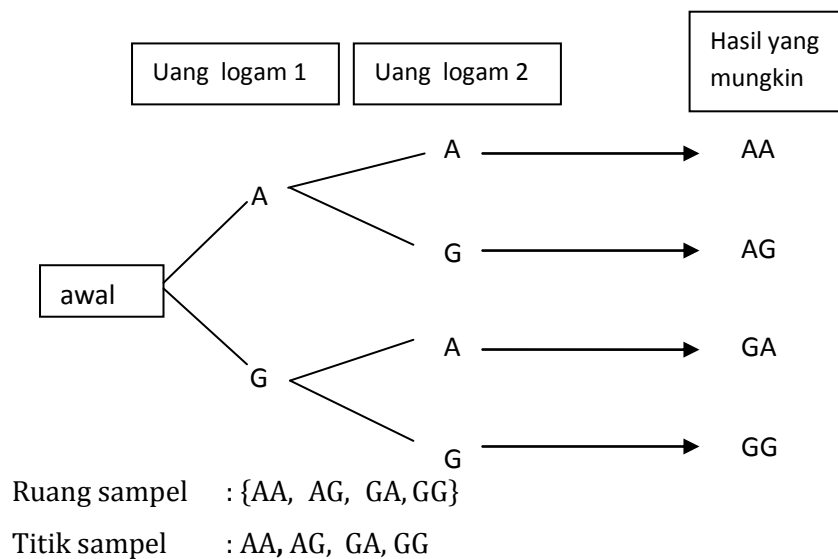 Uang logam 1
Uang logam 2
Hasil yang
mungkin
A
AA
A
G
AG
awal
A
GA
G
G
GG
Ruang sampel : {AA, AG, GA, GG}
Titik sampel : AA, AG, GA, GG